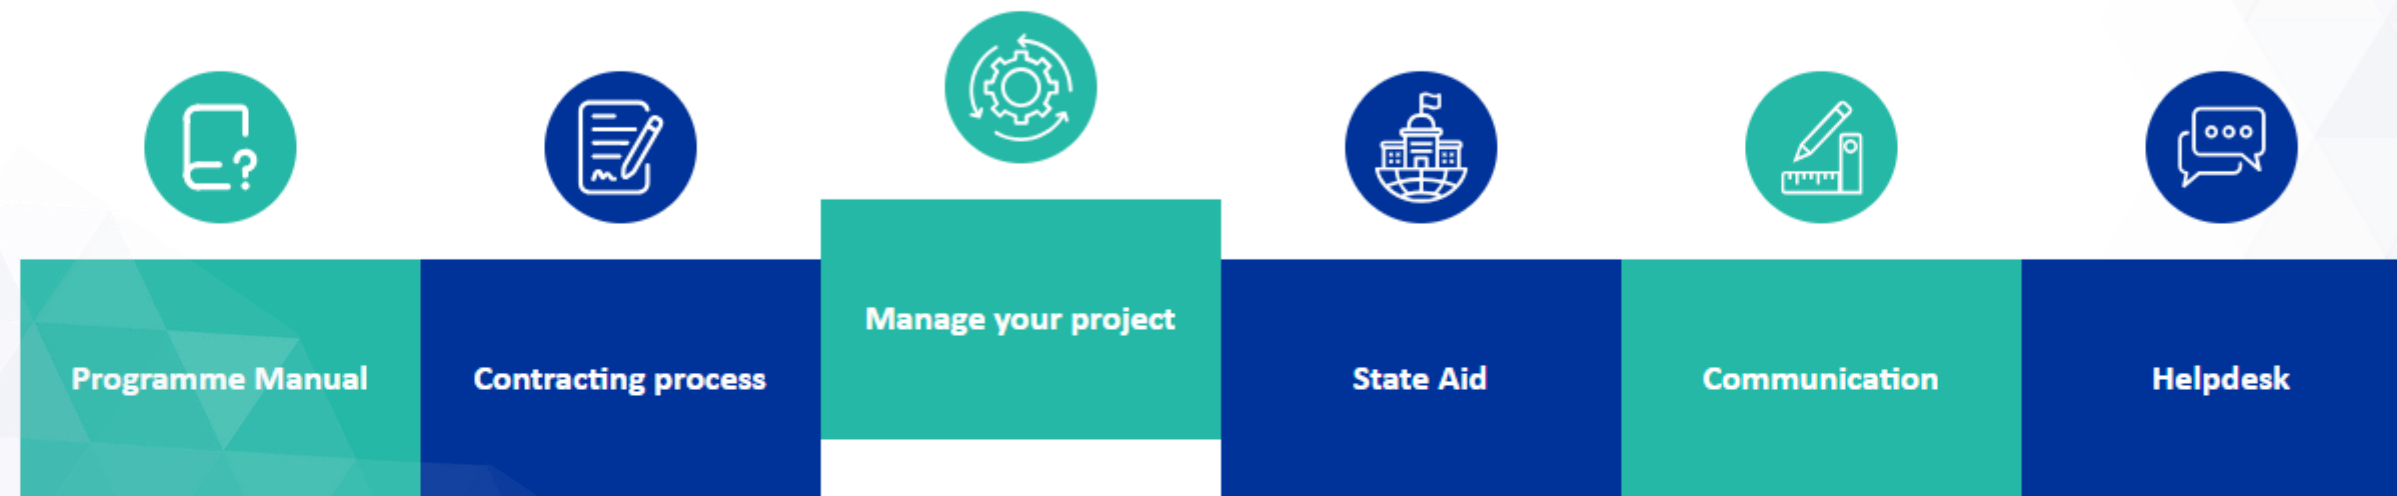 Programme Manual
Contracting process
Manage your project
State Aid
Communication
Helpdesk